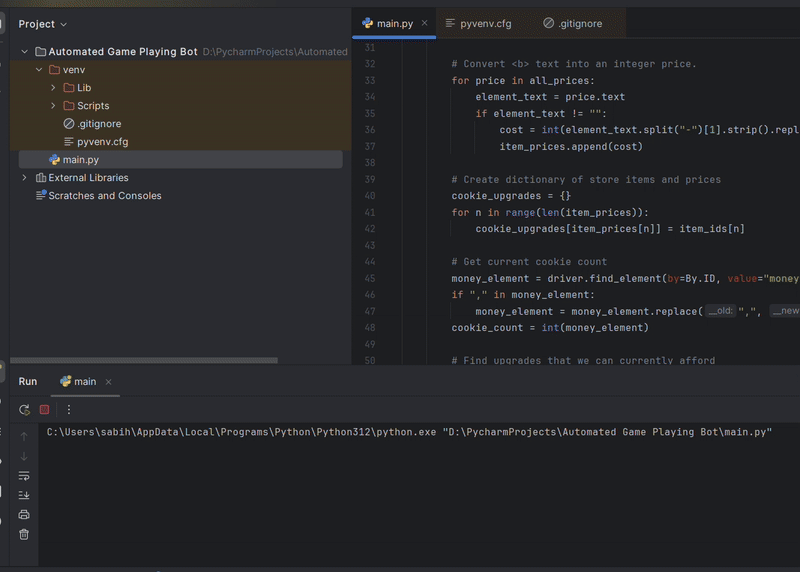 Project
main.py
pyvenv.cfg
.gitignore
Automated Game Playing Bot D:\PycharmProjects\Automated
venv
Lib
Scripts
.gitignore
pyvenv.cfg
main.py
External Libraries
Scratches and Consoles
31
32 # Convert <b> text into an integer price.
33 for price in all_prices:
34 element_text = price.text
35 if element_text != "":
36 cost = int(element_text.split("-")[1].strip().repl
37 item_prices.append(cost)
38
39 # Create dictionary of store items and prices
40 cookie_upgrades = {}
41 for n in range(len(item_prices)):
42 cookie_upgrades[item_prices[n]] = item_ids[n]
43
44 # Get current cookie count
45 money_element = driver.find_element(by=By.ID, value="money
46 if "," in money_element:
47 money_element = money_element.replace( __old: ",", __new
48 cookie_count = int(money_element)
49
50 # Find upgrades that we can currently afford
Run
main
C:\Users\sabih\AppData\Local\Programs\Python\Python312\python.exe "D:\PycharmProjects\Automated Game Playing Bot\main.py"